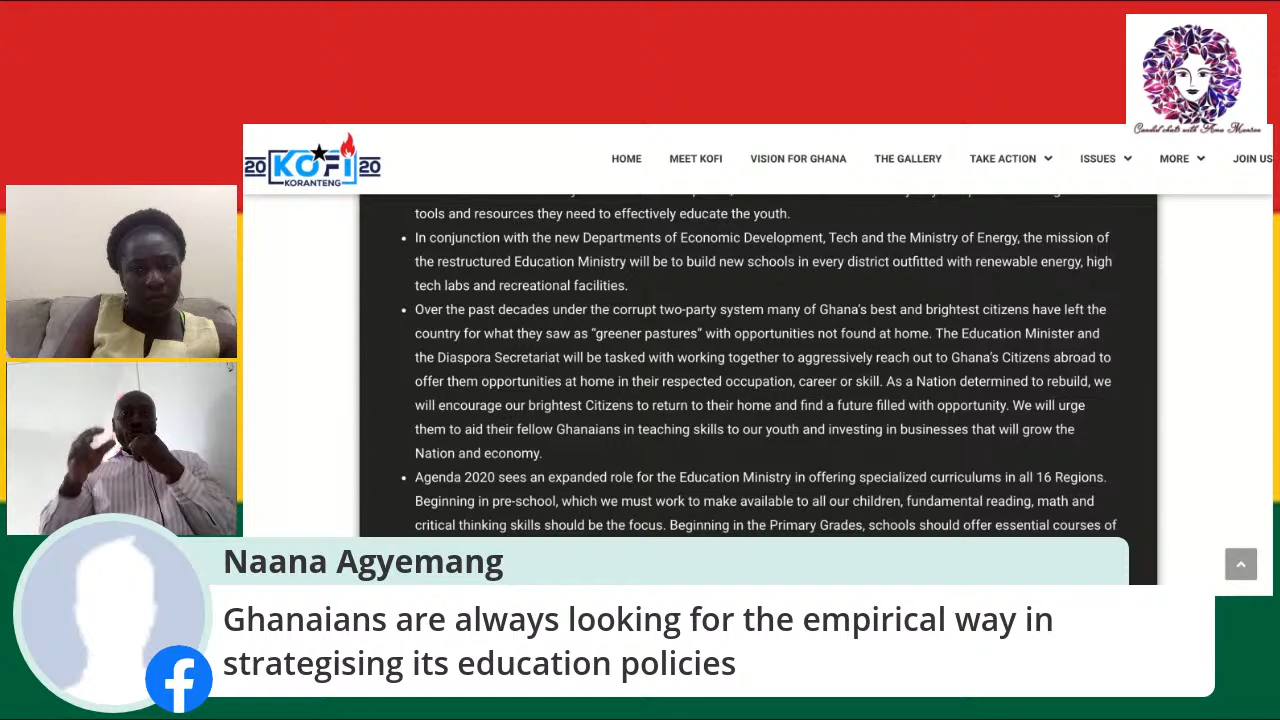 Candid chats with Ama Monroe
20 KOFI 20
KORANTENG
HOME MEET KOFI VISION FOR GHANA THE GALLERY TAKE ACTION ISSUES MORE JOIN US
tools and resources they need to effectively educate the youth.
• In conjunction with the new Departments of Economic Development, Tech and the Ministry of Energy, the mission of
the restructured Education Ministry will be to build new schools in every district outfitted with renewable energy, high
tech labs and recreational facilities.
• Over the past decades under the corrupt two-party system many of Ghana's best and brightest citizens have left the
country for what they saw as “greener pastures” with opportunities not found at home. The Education Minister and
the Diaspora Secretariat will be tasked with working together to aggressively reach out to Ghana's Citizens abroad to
offer them opportunities at home in their respected occupation, career or skill. As a Nation determined to rebuild, we
will encourage our brightest Citizens to return to their home and find a future filled with opportunity. We will urge
them to aid their fellow Ghanaians in teaching skills to our youth and investing in businesses that will grow the
Nation and economy.
• Agenda 2020 sees an expanded role for the Education Ministry in offering specialized curriculums in all 16 Regions.
Beginning in pre-school, which we must work to make available to all our children, fundamental reading, math and
critical thinking skills should be the focus. Beginning in the Primary Grades, schools should offer essential courses of
Naana Agyemang
Ghanaians are always looking for the empirical way in
strategising its education policies